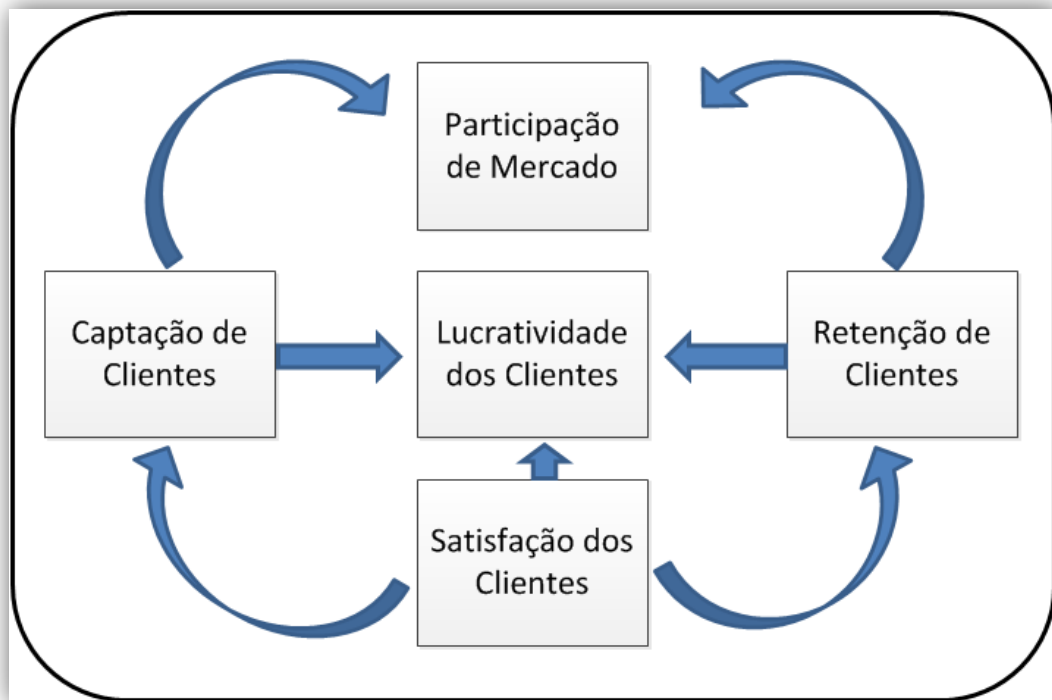 Participação
de Mercado
Captação de
Clientes
Lucratividade
dos Clientes
Retenção de
Clientes
Satisfação dos
Clientes